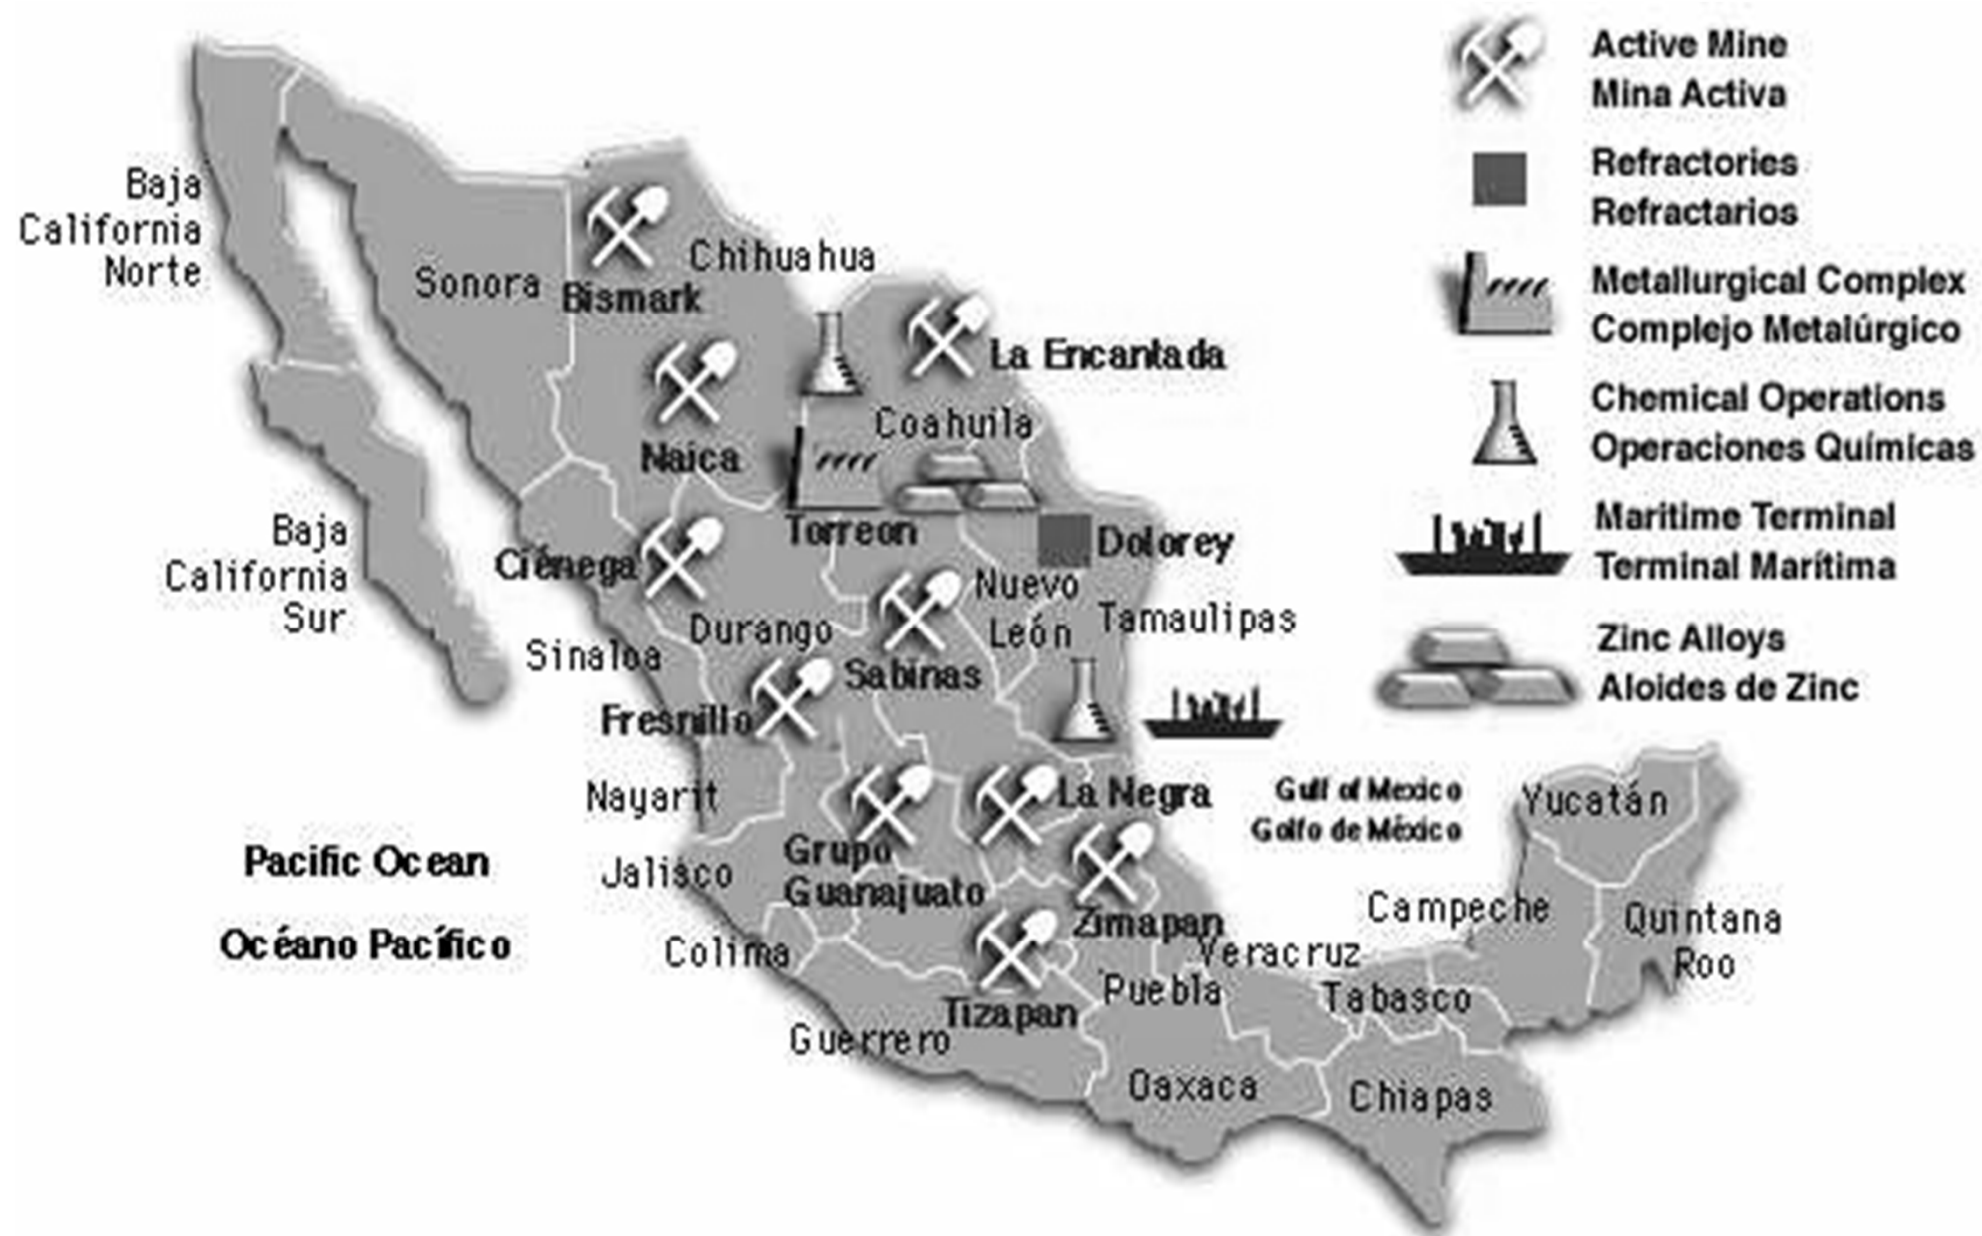 Active Mine
Mina Activa
Refractories
Refractarios
Metallurgical Complex
Complejo Metalúrgico
Chemical Operations
Operaciones Químicas
Maritime Terminal
Terminal Marítima
Zinc Alloys
Aloides de Zinc
Baja
California
Norte
Sonora
Bismark
Chihuahua
La Encantada
Naica
Coahuila
Torreon
Baja
California
Sur
Ciénega
Dolorey
Nuevo
León
Tamaulipas
Durango
Sinaloa
Sabinas
Fresnillo
Nayarit
La Negra
Gulf of Mexico
Golfo de México
Yucatán
Pacific Ocean
Océano Pacífico
Jalisco
Grupo
Guanajuato
Zimapan
Campeche
Quintana
Roo
Colima
Veracruz
Puebla
Tabasco
Tizapan
Guerrero
Oaxaca
Chiapas